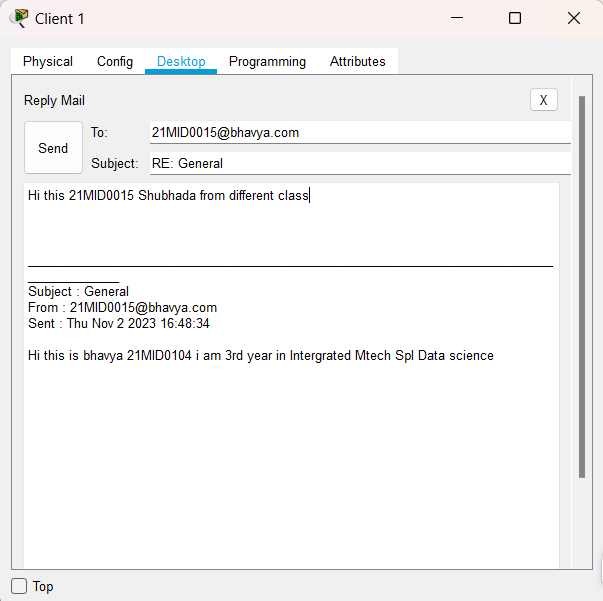 Client 1
Physical Config Desktop Programming Attributes
Reply Mail X
Send
To: 21MID0015@bhavya.com
Subject: RE: General
Hi this 21MID0015 Shubhada from different class
Subject : General
From : 21MID0015@bhavya.com
Sent : Thu Nov 2 2023 16:48:34
Hi this is bhavya 21MID0104 i am 3rd year in Intergrated Mtech Spl Data science
Top